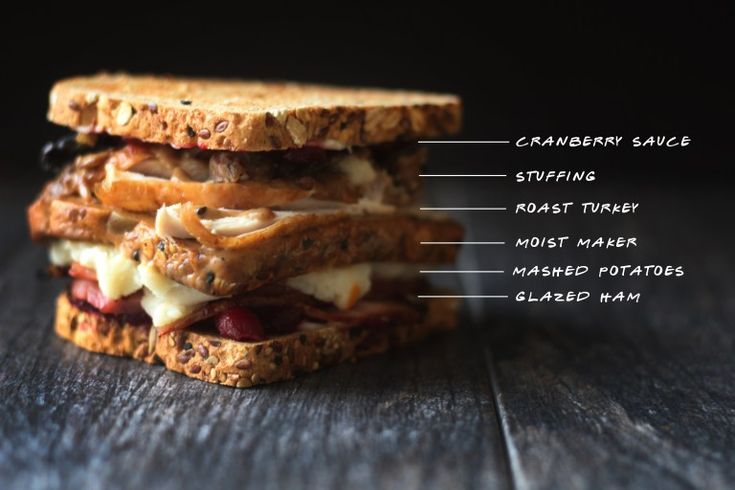 CRANBERRY SAUCE
STUFFING
ROAST TURKEY
MOIST MAKER
MASHED POTATOES
GLAZED HAM